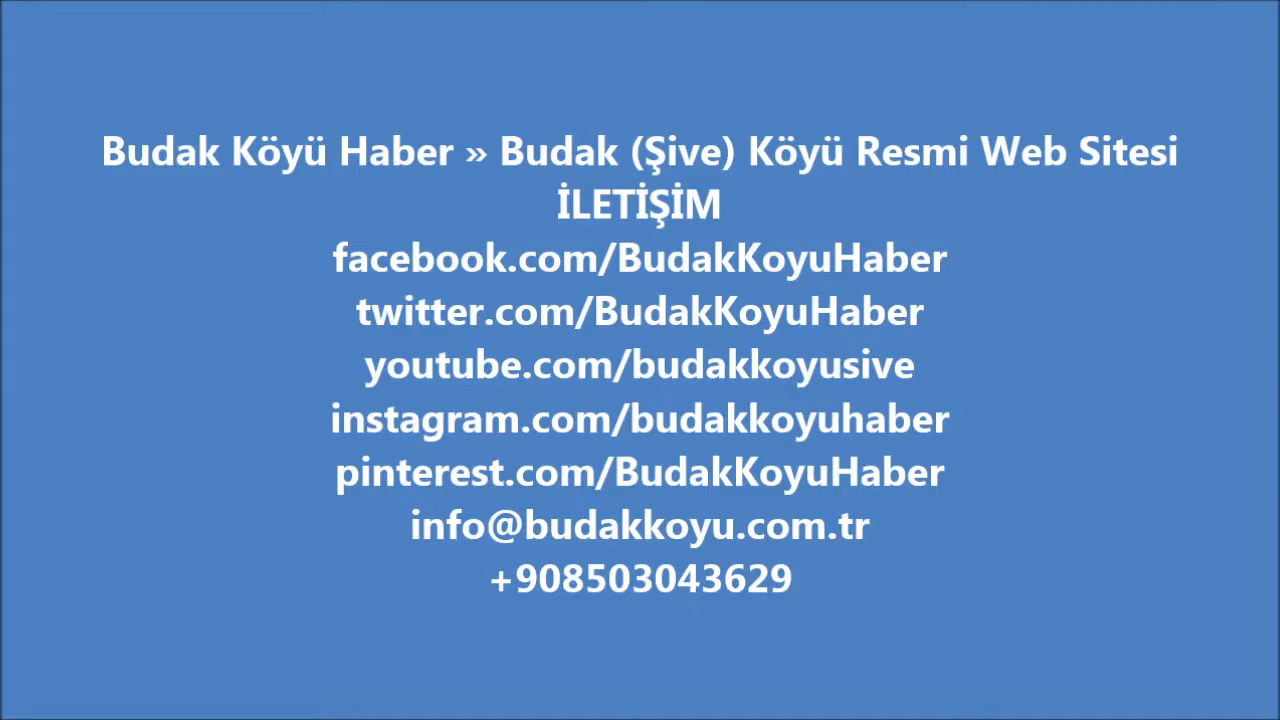 Budak Köyü Haber » Budak (Şive) Köyü Resmi Web Sitesi
İLETİŞİM
facebook.com/BudakKoyuHaber
twitter.com/BudakKoyuHaber
youtube.com/budakkoyusive
instagram.com/budakkoyuhaber
pinterest.com/BudakKoyuHaber
info@budakkoyu.com.tr
+908503043629